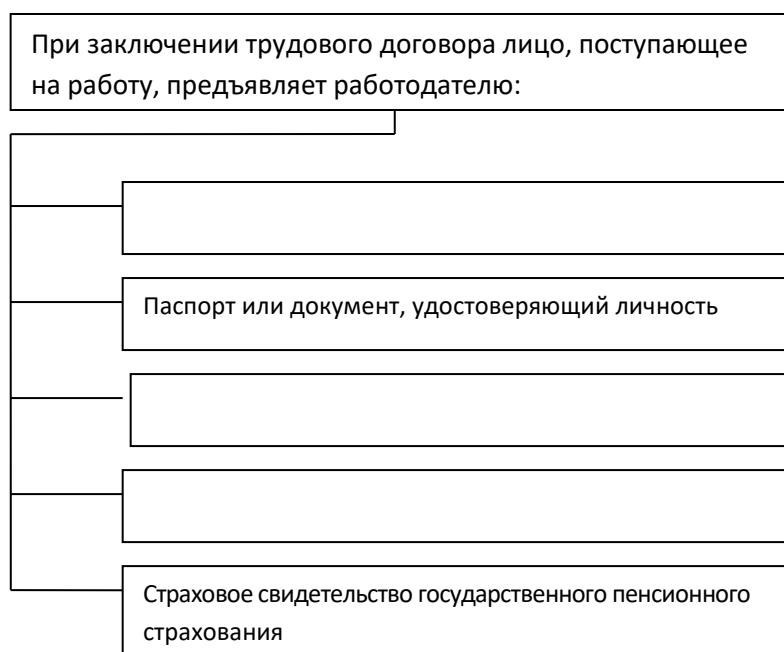 При заключении трудового договора лицо, поступающее
на работу, предъявляет работодателю:
Паспорт или документ, удостоверяющий личность
Страховое свидетельство государственного пенсионного
страхования